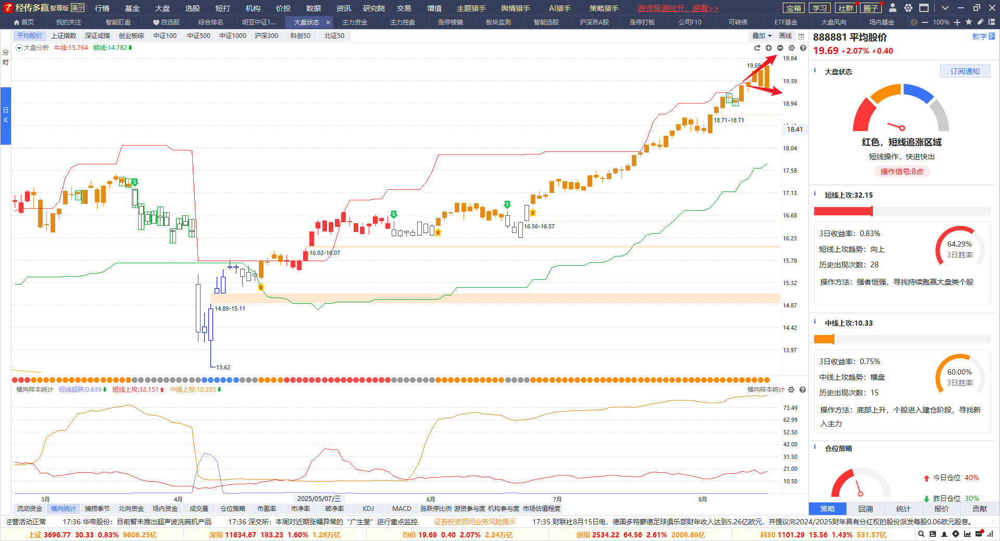 经传多赢 智尊版 演示 行情 基金 大盘 选股 短打 机构 价投 数据 资讯 研究院 交易 增值 主题猎手 舆情猎手 AI猎手 策略猎手 游资极速拉升，速看>> 宝箱 学习 社群 圈子
首页 我的关注 智能盯盘 自选股 综合排名 明亚中证1... 大盘状态 × 主力资金 主力控盘 涨停棱镜 板块监测 智能选股 沪深京A股 涨停打板 公司F10 可转债 ETF基金 大盘风向 场内基金 100%
平均股价 上证指数 深证成指 创业板综 中证100 中证500 中证1000 沪深300 科创50 北证50 叠加 画线
大盘分析 牛线:15.764 熊线:14.782
分时
日K
19.84
19.39
18.94
18.41
18.04
17.58
17.13
16.68
16.23
15.78
15.32
14.87
14.42
13.97
19.69
18.71-18.71
S
S
S
B
B
B
16.56-16.57
16.02-16.07
14.89-15.11
13.62
横向样本统计 短线超跌:0.639 短线上攻:32.151 中线上攻:10.335
横向样本统计
73.49
62.99
52.50
42.00
31.50
21.00
10.50
3月 4月 2025/05/07/三 6月 7月 8月
流动资金 横向统计 捕捞季节 北向资金 场内资金 成交量 仓位策略 市盈率 市净率 破净率 KDJ MACD 涨跌停比例 游资参与度 机构参与度 市场估值程度
888881 平均股价 教学
19.69 +2.07% +0.40
大盘状态 订阅通知
红色，短线追涨区域
短线操作，快进快出
操作信号:B点
短线上攻:32.15
3日收益率：0.83%
短线上攻趋势：向上
历史出现次数：28
64.29%
3日胜率
操作方法：强者恒强，寻找持续跑赢大盘类个股
中线上攻:10.33
3日收益率：0.75%
中线上攻趋势：横盘
历史出现次数：15
60.00%
3日胜率
操作方法：底部上升，个股进入建仓阶段，寻找新
入主力
仓位策略
今日仓位 40%
昨日仓位 30%
策略 回溯 统计 报价 贡献
经营活动正常 17:36 华帝股份：目前暂未推出超声波洗碗机产品 17:36 深交所：本周对近期涨幅异常的“广生堂”进行重点监控 证券投资顾问业务风险提示 17:35 财联社8月15日电，德国多特蒙德足球俱乐部财年收入达到5.26亿欧元，并提议向2024/2025财年具有分红权的股份派发每股0.06欧元股息。
上证 3696.77 30.33 0.83% 9606.25亿 深指 11634.67 183.23 1.60% 1.28万亿 均价 19.69 0.40 2.07% 2.24万亿 创指 2534.22 64.56 2.61% 2008.68亿 科50 1101.29 15.56 1.43% 531.57亿